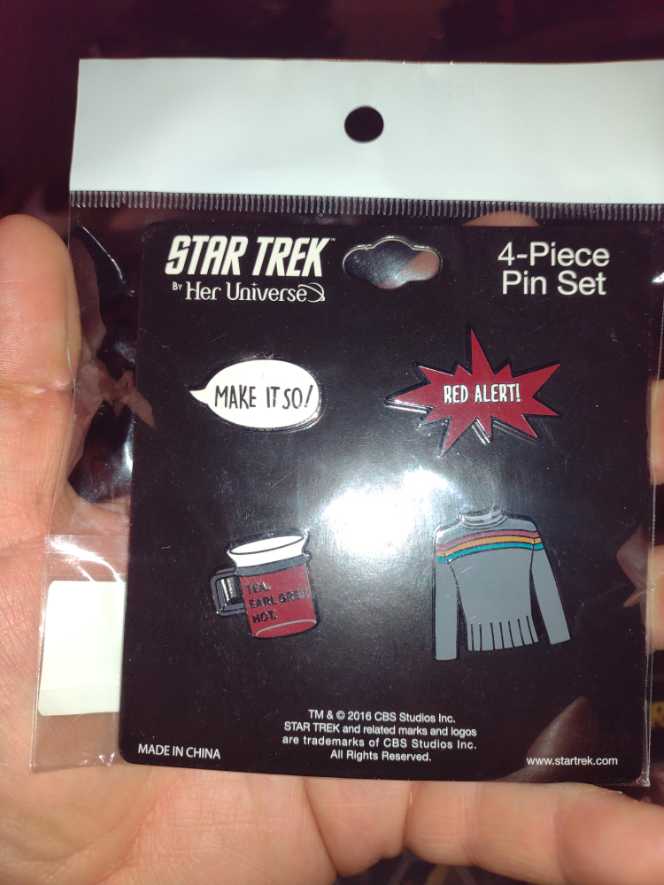 STAR TREK™
BY Her Universe
4-Piece
Pin Set
MAKE IT SO!
RED ALERT!
TEA.
EARL GREY.
HOT.
TM & © 2016 CBS Studios Inc.
STAR TREK and related marks and logos
are trademarks of CBS Studios Inc.
All Rights Reserved.
MADE IN CHINA
www.startrek.com